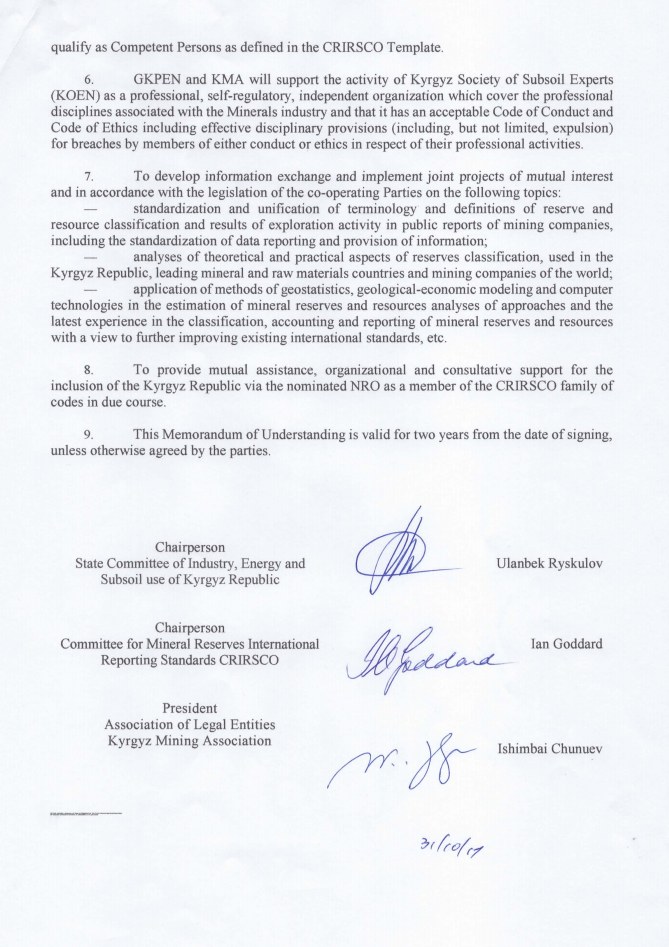 qualify as Competent Persons as defined in the CRIRSCO Template.
6. GKPEN and KMA will support the activity of Kyrgyz Society of Subsoil Experts
(KOEN) as a professional, self-regulatory, independent organization which cover the professional
disciplines associated with the Minerals industry and that it has an acceptable Code of Conduct and
Code of Ethics including effective disciplinary provisions (including, but not limited, expulsion)
for breaches by members of either conduct or ethics in respect of their professional activities.
7. To develop information exchange and implement joint projects of mutual interest
and in accordance with the legislation of the co-operating Parties on the following topics:
— standardization and unification of terminology and definitions of reserve and
resource classification and results of exploration activity in public reports of mining companies,
including the standardization of data reporting and provision of information;
— analyses of theoretical and practical aspects of reserves classification, used in the
Kyrgyz Republic, leading mineral and raw materials countries and mining companies of the world;
— application of methods of geostatistics, geological-economic modeling and computer
technologies in the estimation of mineral reserves and resources analyses of approaches and the
latest experience in the classification, accounting and reporting of mineral reserves and resources
with a view to further improving existing international standards, etc.
8. To provide mutual assistance, organizational and consultative support for the
inclusion of the Kyrgyz Republic via the nominated NRO as a member of the CRIRSCO family of
codes in due course.
9. This Memorandum of Understanding is valid for two years from the date of signing,
unless otherwise agreed by the parties.
Chairperson
State Committee of Industry, Energy and
Subsoil use of Kyrgyz Republic
Ulanbek Ryskulov
Chairperson
Committee for Mineral Reserves International
Reporting Standards CRIRSCO
Goddard
Ian Goddard
President
Association of Legal Entities
Kyrgyz Mining Association
Ishimbai Chunuev
31/10/17